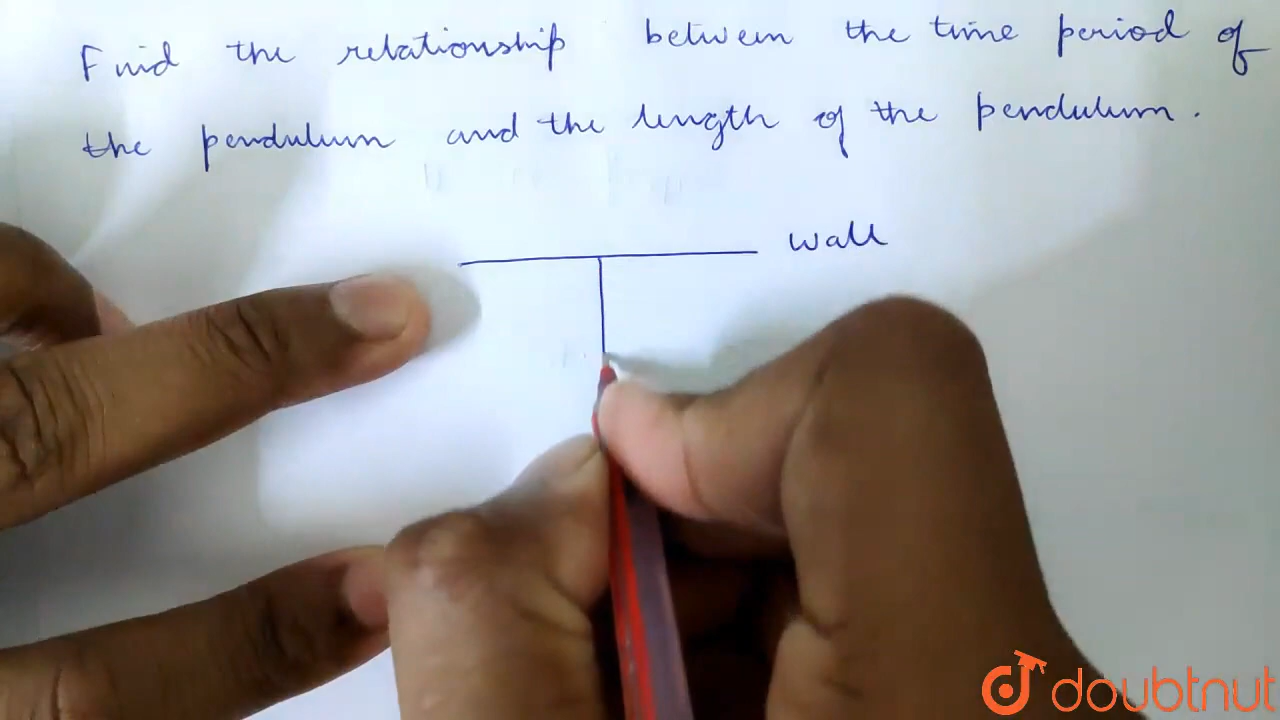 Find the relationship between the time period of
the pendulum and the length of the pendulum.
wall
doubtnut